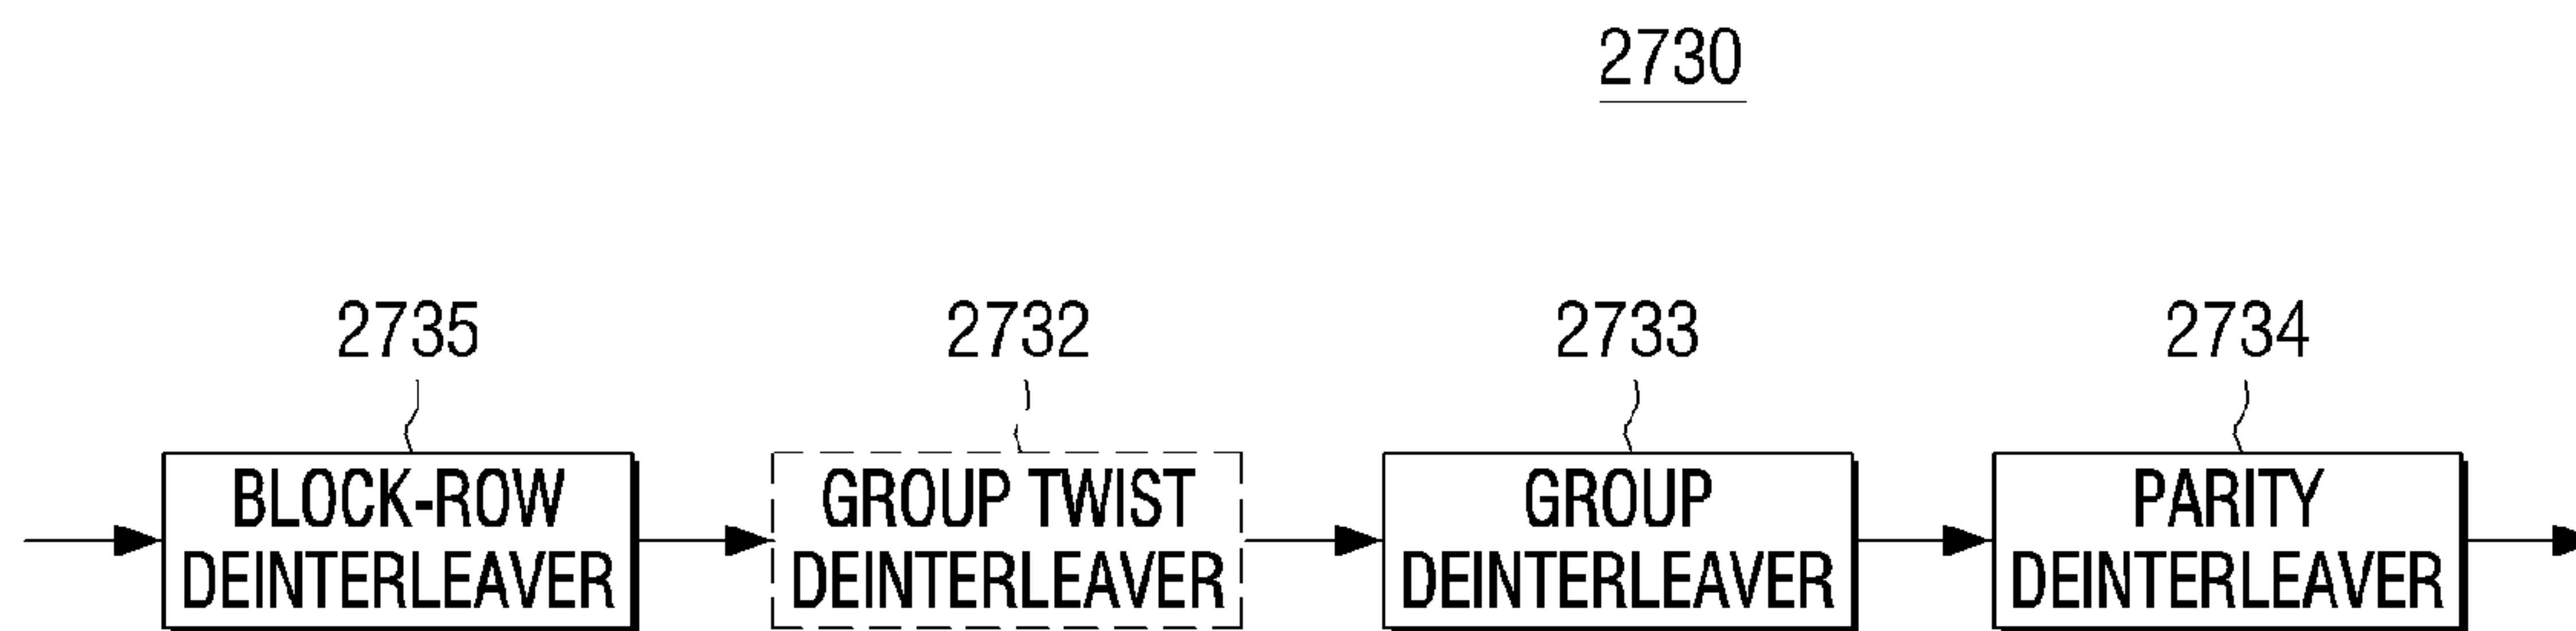 2730
2735
2732
2733
2734
BLOCK-ROW
DEINTERLEAVER
GROUP TWIST
DEINTERLEAVER
GROUP
DEINTERLEAVER
PARITY
DEINTERLEAVER